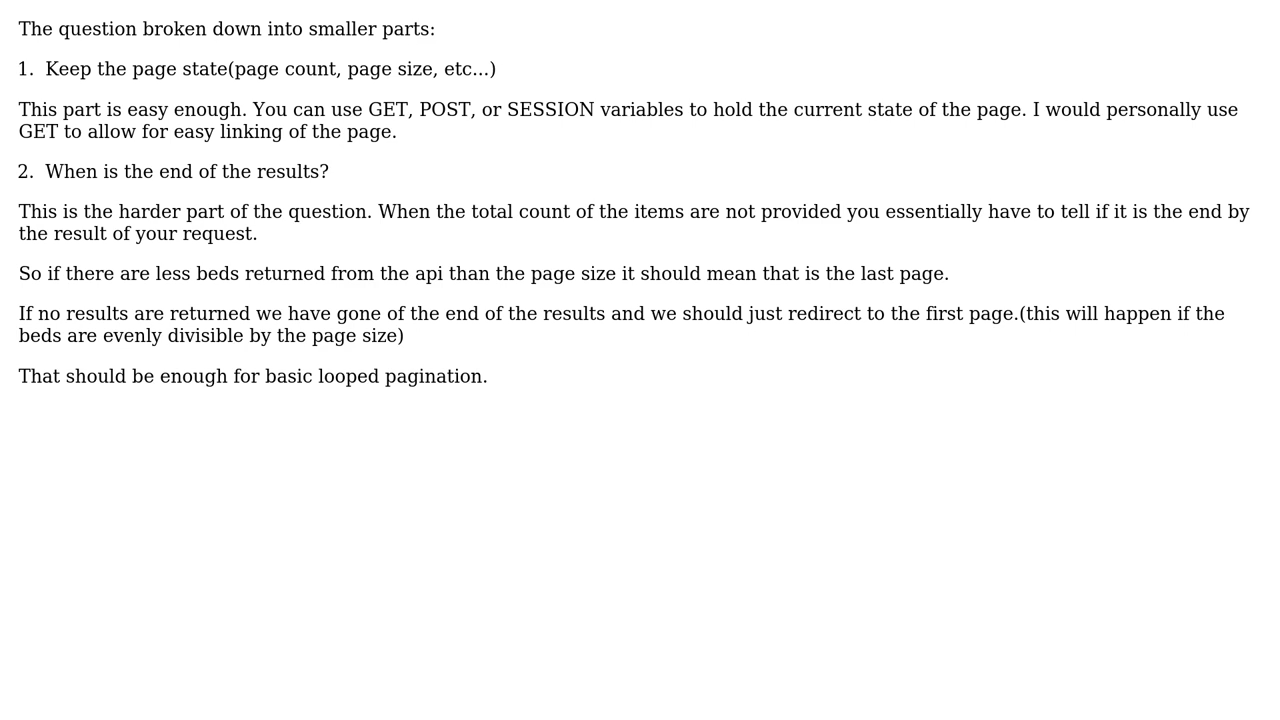 The question broken down into smaller parts:
1. Keep the page state(page count, page size, etc...)
This part is easy enough. You can use GET, POST, or SESSION variables to hold the current state of the page. I would personally use
GET to allow for easy linking of the page.
2. When is the end of the results?
This is the harder part of the question. When the total count of the items are not provided you essentially have to tell if it is the end by
the result of your request.
So if there are less beds returned from the api than the page size it should mean that is the last page.
If no results are returned we have gone of the end of the results and we should just redirect to the first page.(this will happen if the
beds are evenly divisible by the page size)
That should be enough for basic looped pagination.